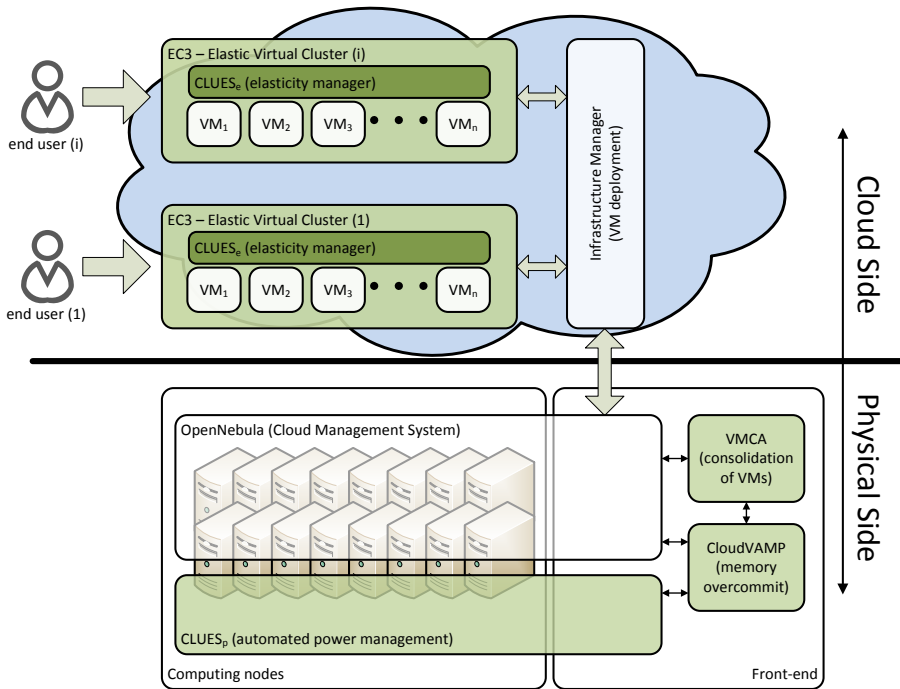 EC3 – Elastic Virtual Cluster (i)
CLUESe (elasticity manager)
VM1 VM2 VM3 • • • VMn
end user (i)
EC3 – Elastic Virtual Cluster (1)
CLUESe (elasticity manager)
VM1 VM2 VM3 • • • VMn
end user (1)
Infrastructure Manager
(VM deployment)
Cloud Side
Physical Side
OpenNebula (Cloud Management System)
VMCA
(consolidation
of VMs)
CloudVAMP
(memory
overcommit)
CLUESp (automated power management)
Computing nodes
Front-end